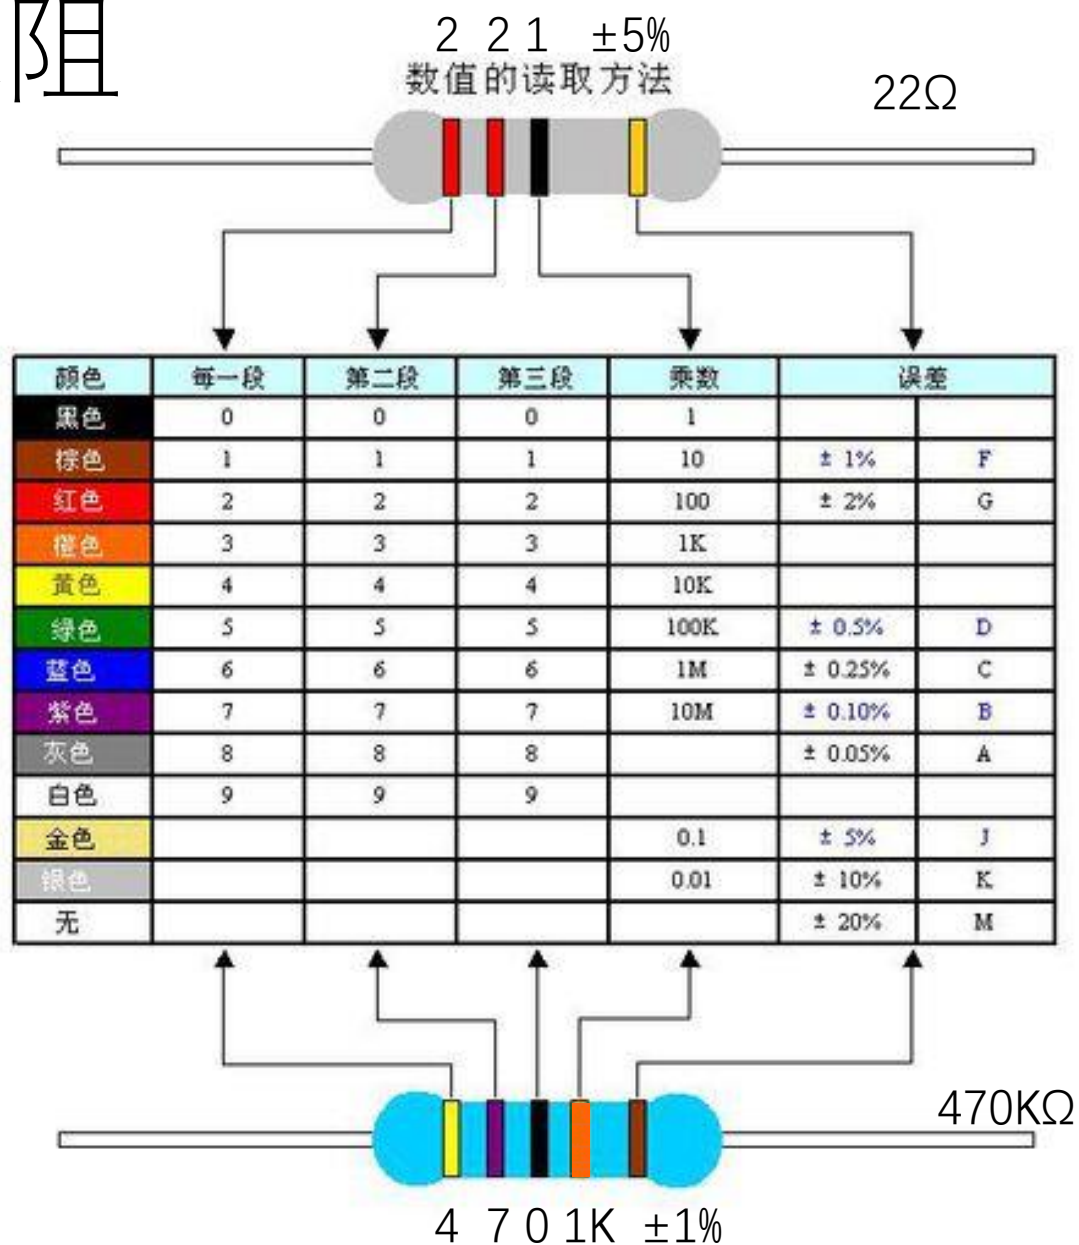 阻
2 2 1 ±5%
数值的读取方法
22Ω
颜色 每一段 第二段 第三段 乘数 误差
黑色 0 0 0 1
棕色 1 1 1 10 ± 1% F
红色 2 2 2 100 ± 2% G
橙色 3 3 3 1K
黄色 4 4 4 10K
绿色 5 5 5 100K ± 0.5% D
蓝色 6 6 6 1M ± 0.25% C
紫色 7 7 7 10M ± 0.10% B
灰色 8 8 8 ± 0.05% A
白色 9 9 9
金色 0.1 ± 5% J
银色 0.01 ± 10% K
无 ± 20% M
470KΩ
4 7 0 1K ±1%